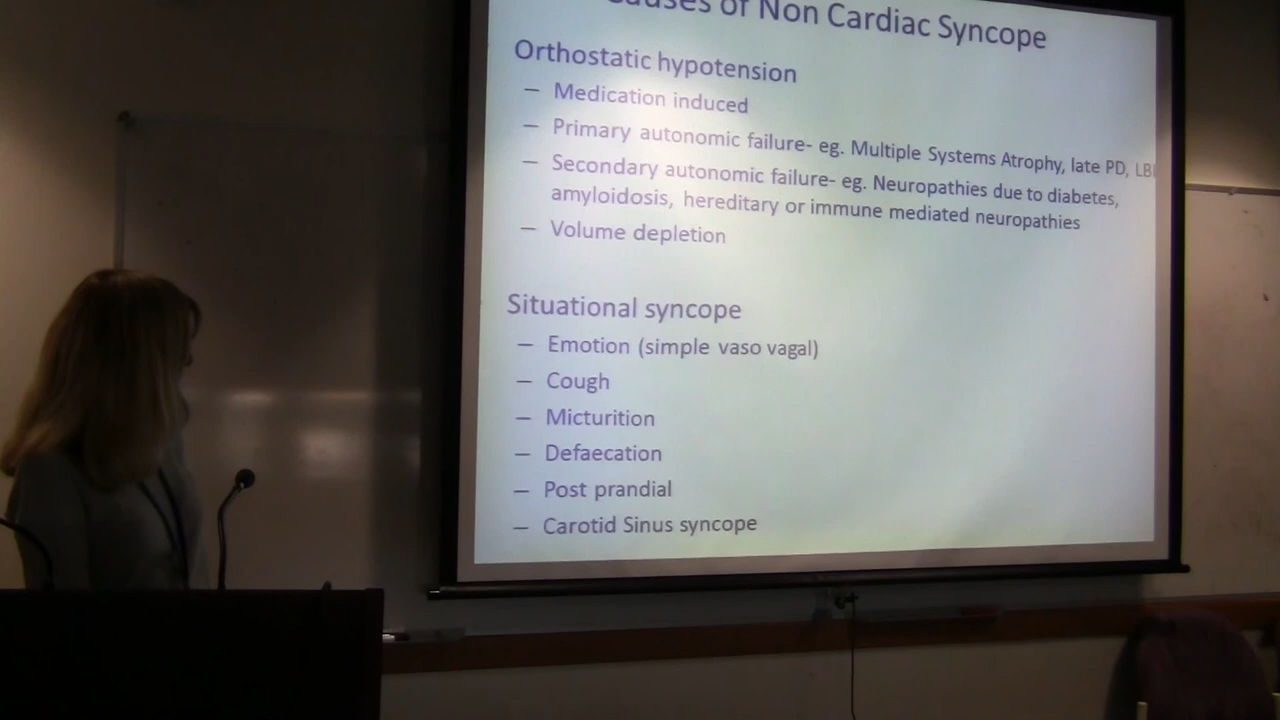 Causes of Non Cardiac Syncope
Orthostatic hypotension
– Medication induced
– Primary autonomic failure- eg. Multiple Systems Atrophy, late PD,
– Secondary autonomic failure- eg. Neuropathies due to diabetes,
amyloidosis, hereditary or immune mediated neuropathies
– Volume depletion
Situational syncope
– Emotion (simple vaso vagal)
– Cough
– Micturition
– Defaecation
– Post prandial
– Carotid Sinus syncope